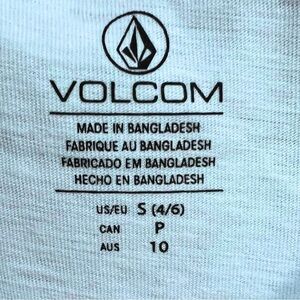 VOLCOM
MADE IN BANGLADESH
FABRIQUE AU BANGLADESH
FABRICADO EM BANGLADESH
HECHO EN BANGLADESH
US/EU S (4/6)
CAN P
AUS 10